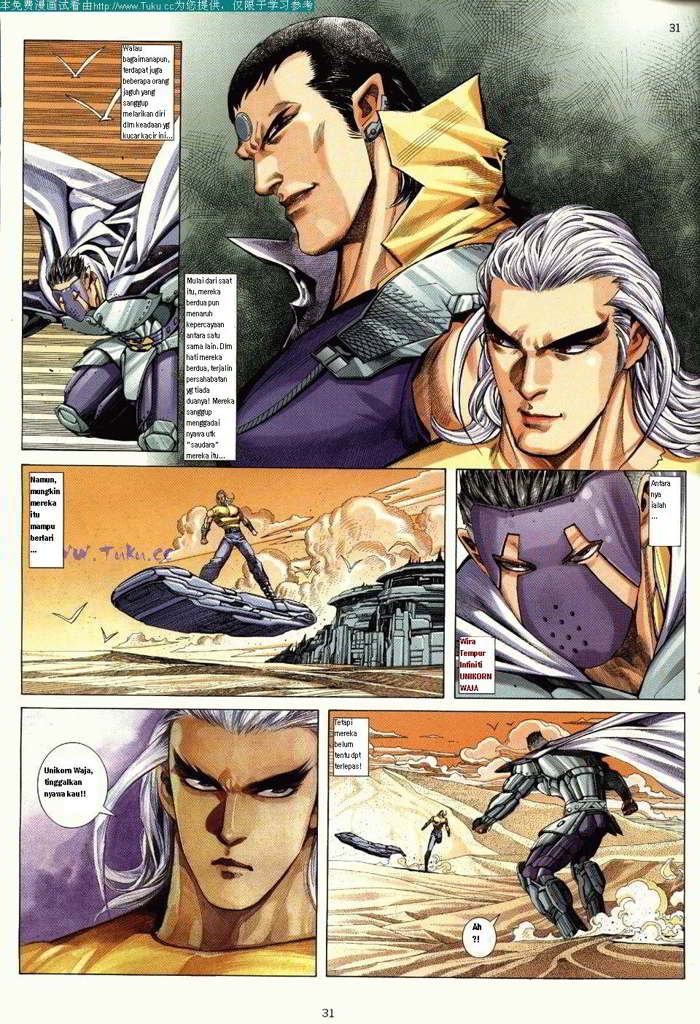 本免费漫画试看由http://www.Tuku.cc为您提供，仅限于学习参考
31
Walau
bagaimanapun,
terdapat juga
beberapa orang
jaguh yang
sanggup
melarikan diri
dlm keadaan yg
kucar kacir ini...
Mulai dari saat
itu, mereka
berdua pun
menaruh
kepercayaan
antara satu
sama lain. Dlm
hati mereka
berdua, terjalin
persahabatan
yg tiada
duanya! Mereka
sanggup
menggadai
nyawa utk
"saudara"
mereka itu...
Namun,
mungkin
mereka
itu
mampu
berlari
...
www.Tuku.cc
Antara
nya
ialah
...
Wira
Tempur
Infiniti
UNIKORN
WAJA
Unikorn Waja,
tinggalkan
nyawa kau!!
Tetapi
mereka
belum
tentu dpt
terlepas!
Ah
?!
31